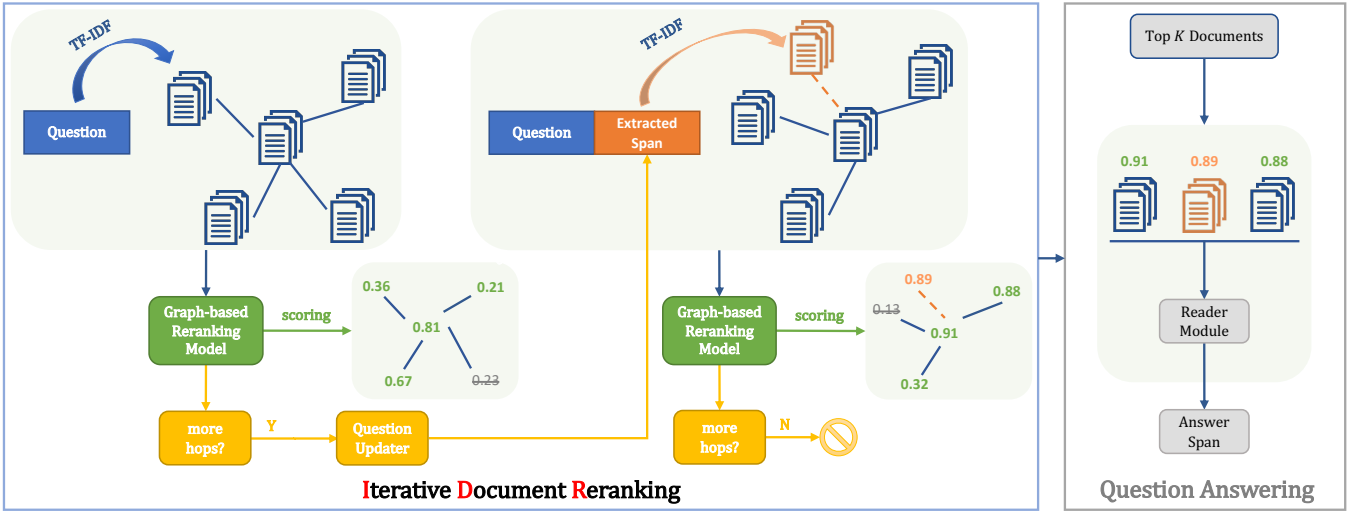 TF-IDF
Question
Graph-based
Reranking
Model
scoring
0.36
0.21
0.81
0.67
0.23
more
hops?
Y
Question
Updater
TF-IDF
Question
Extracted
Span
Graph-based
Reranking
Model
scoring
0.89
0.88
0.13
0.91
0.32
more
hops?
N
Iterative Document Reranking
Top K Documents
0.91
0.89
0.88
Reader
Module
Answer
Span
Question Answering